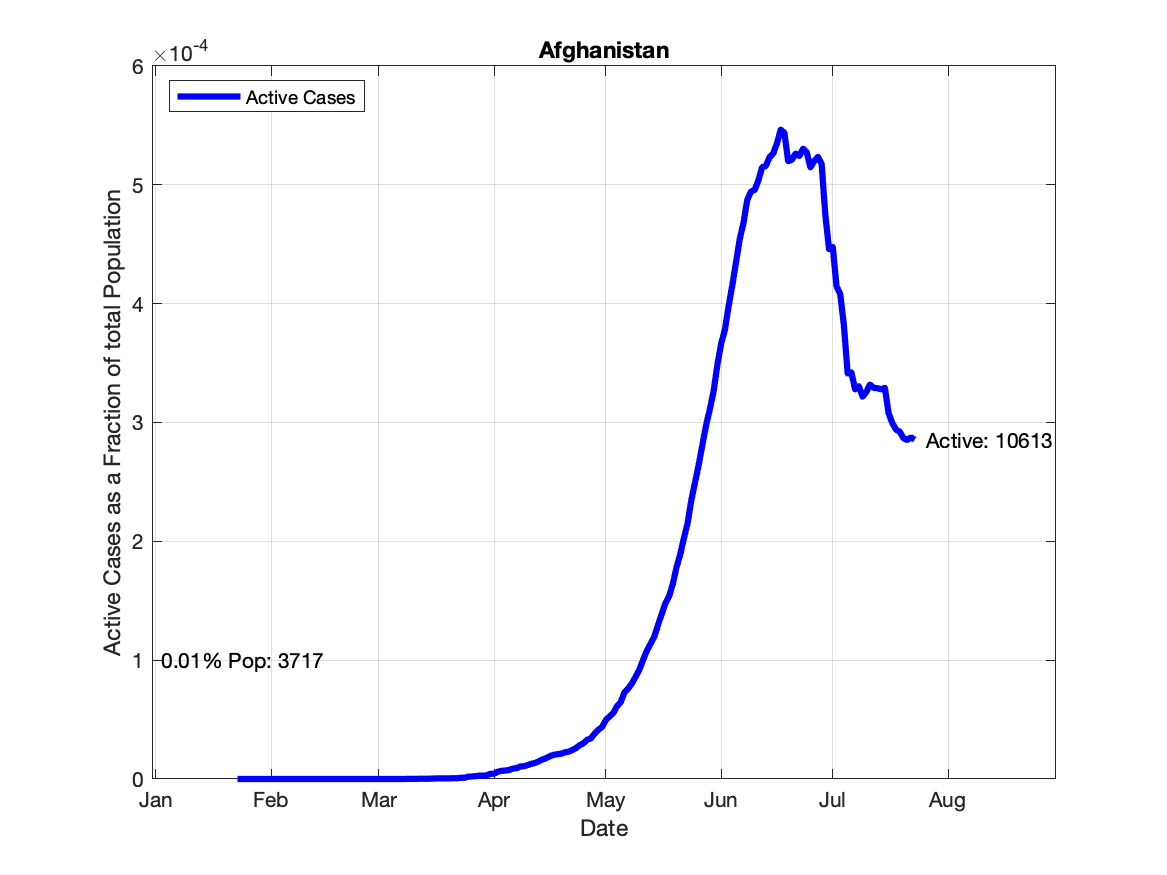 Afghanistan
×10-4
Active Cases
6
5
4
3
2
1
0
0.01% Pop: 3717
Active: 10613
Active Cases as a Fraction of total Population
Jan Feb Mar Apr May Jun Jul Aug
Date